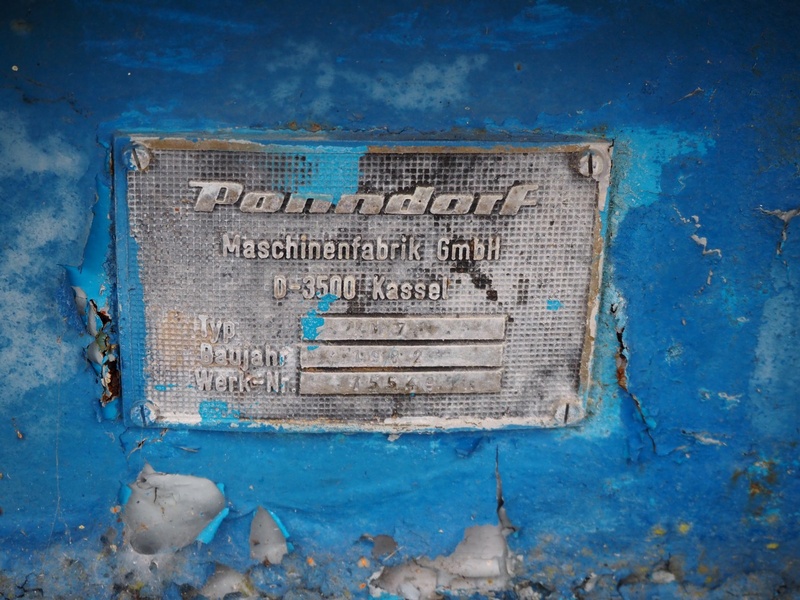 Ponndorf
Maschinenfabrik GmbH
D-3500 Kassel
Typ
Baujahr
Werk-Nr.